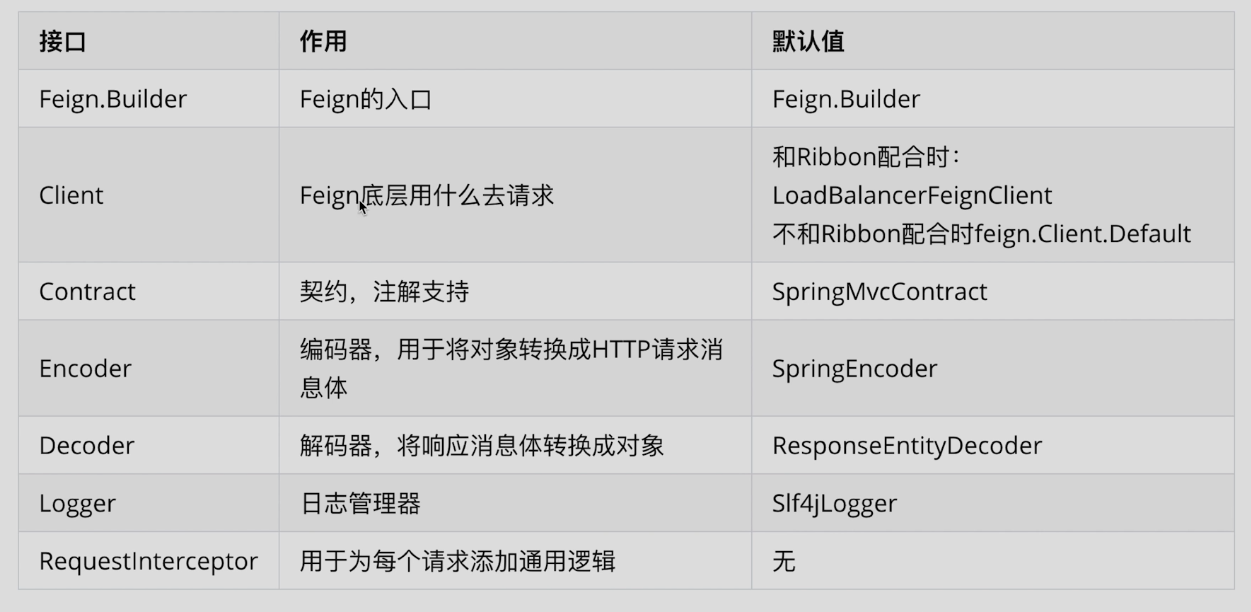 接口 作用 默认值
Feign.Builder Feign的入口 Feign.Builder
Client Feign底层用什么去请求 和Ribbon配合时：
LoadBalancerFeignClient
不和Ribbon配合时feign.Client.Default
Contract 契约，注解支持 SpringMvcContract
Encoder 编码器，用于将对象转换成HTTP请求消
息体 SpringEncoder
Decoder 解码器，将响应消息体转换成对象 ResponseEntityDecoder
Logger 日志管理器 Slf4jLogger
RequestInterceptor 用于为每个请求添加通用逻辑 无